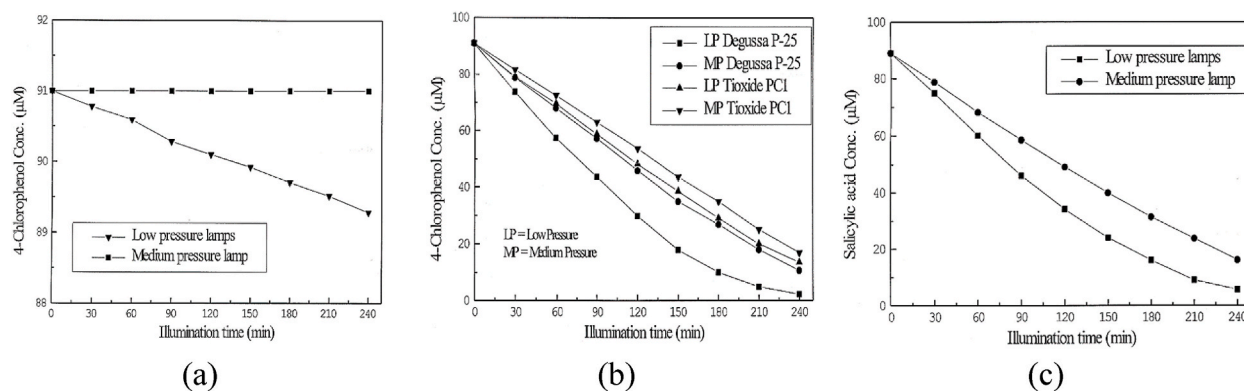 92
91
90
89
88
4-Chlorophenol Conc. (µM)
Low pressure lamps
Medium pressure lamp
0 30 60 90 120 150 180 210 240
Illumination time (min)
(a)
100
80
60
40
20
0
4-Chlorophenol Conc. (µM)
LP Degussa P-25
MP Degussa P-25
LP Tioxide PC1
MP Tioxide PC1
LP = Low Pressure
MP = Medium Pressure
0 30 60 90 120 150 180 210 240
Illumination time (min)
(b)
100
80
60
40
20
0
Salicylic acid Conc. (µM)
Low pressure lamps
Medium pressure lamp
0 30 60 90 120 150 180 210 240
Illumination time (min)
(c)